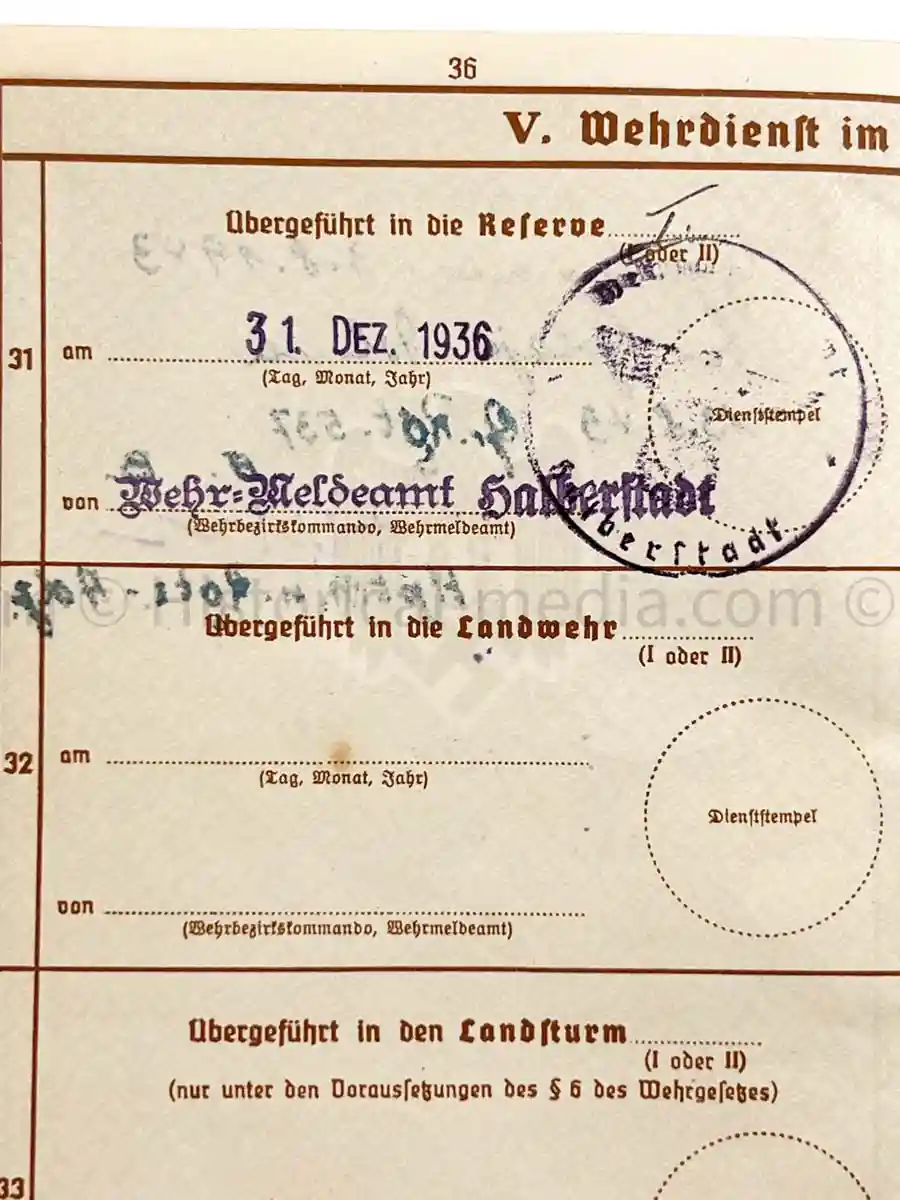 36
V. Wehrdienst im
Übergeführt in die Reserve I
(I oder II)
31
am 31. DEZ. 1936
(Tag, Monat, Jahr)
Dienststempel
von Wehr=Meldeamt Halberstadt
(Wehrbezirkskommando, Wehrmeldeamt)
Übergeführt in die Landwehr
(I oder II)
32
am
(Tag, Monat, Jahr)
Dienststempel
von
(Wehrbezirkskommando, Wehrmeldeamt)
Übergeführt in den Landsturm
(I oder II)
(nur unter den Voraussetzungen des § 6 des Wehrgesetzes)
33